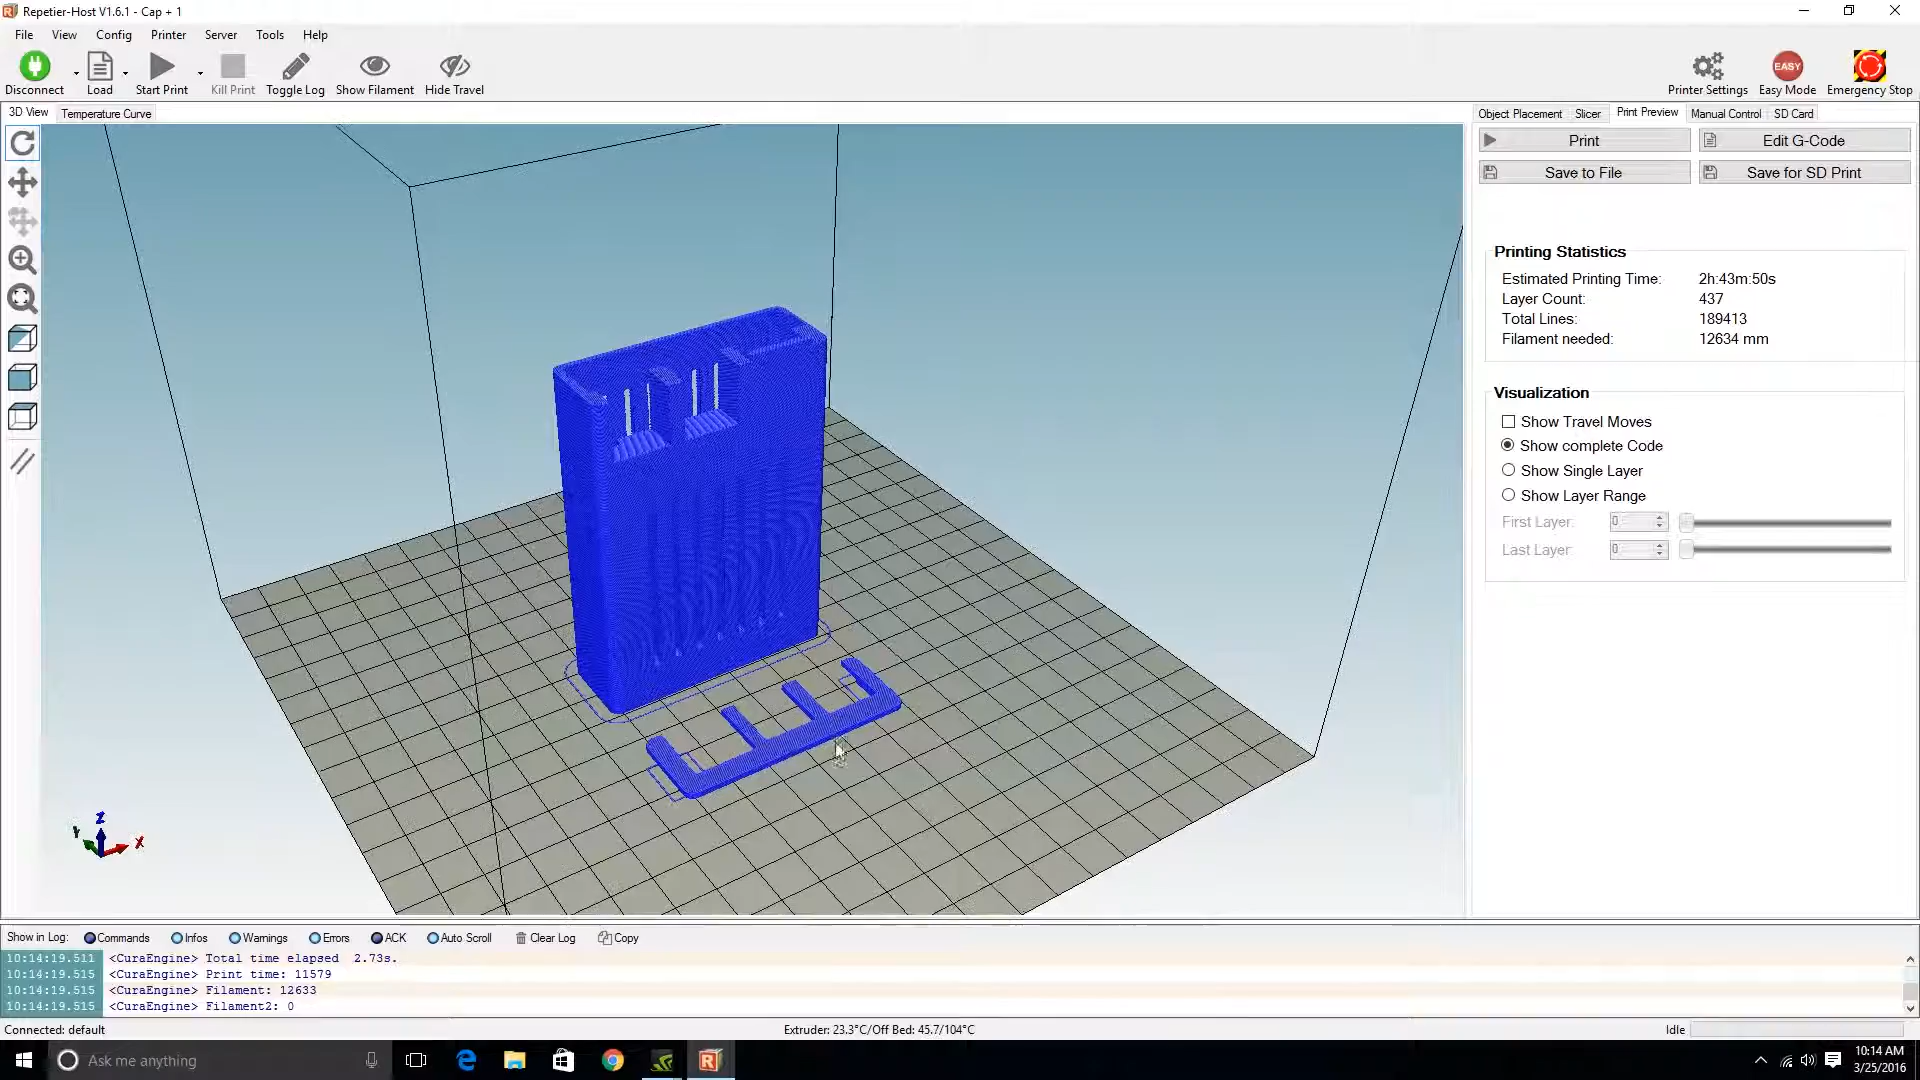 Repetier-Host V1.6.1 - Cap + 1
File View Config Printer Server Tools Help
Disconnect Load Start Print Kill Print Toggle Log Show Filament Hide Travel Printer Settings EASY Easy Mode Emergency Stop
3D View Temperature Curve
Object Placement Slicer Print Preview Manual Control SD Card
Print Edit G-Code
Save to File Save for SD Print
Printing Statistics
Estimated Printing Time: 2h:43m:50s
Layer Count: 437
Total Lines: 189413
Filament needed: 12634 mm
Visualization
Show Travel Moves
Show complete Code
Show Single Layer
Show Layer Range
First Layer: 0
Last Layer: 0
Z
Y
X
Show in Log: Commands Infos Warnings Errors ACK Auto Scroll Clear Log Copy
10:14:19.511 <CuraEngine> Total time elapsed 2.73s.
10:14:19.515 <CuraEngine> Print time: 11579
10:14:19.515 <CuraEngine> Filament: 12633
10:14:19.515 <CuraEngine> Filament2: 0
Connected: default Extruder: 23.3°C/Off Bed: 45.7/104°C Idle
Ask me anything
10:14 AM
3/25/2016